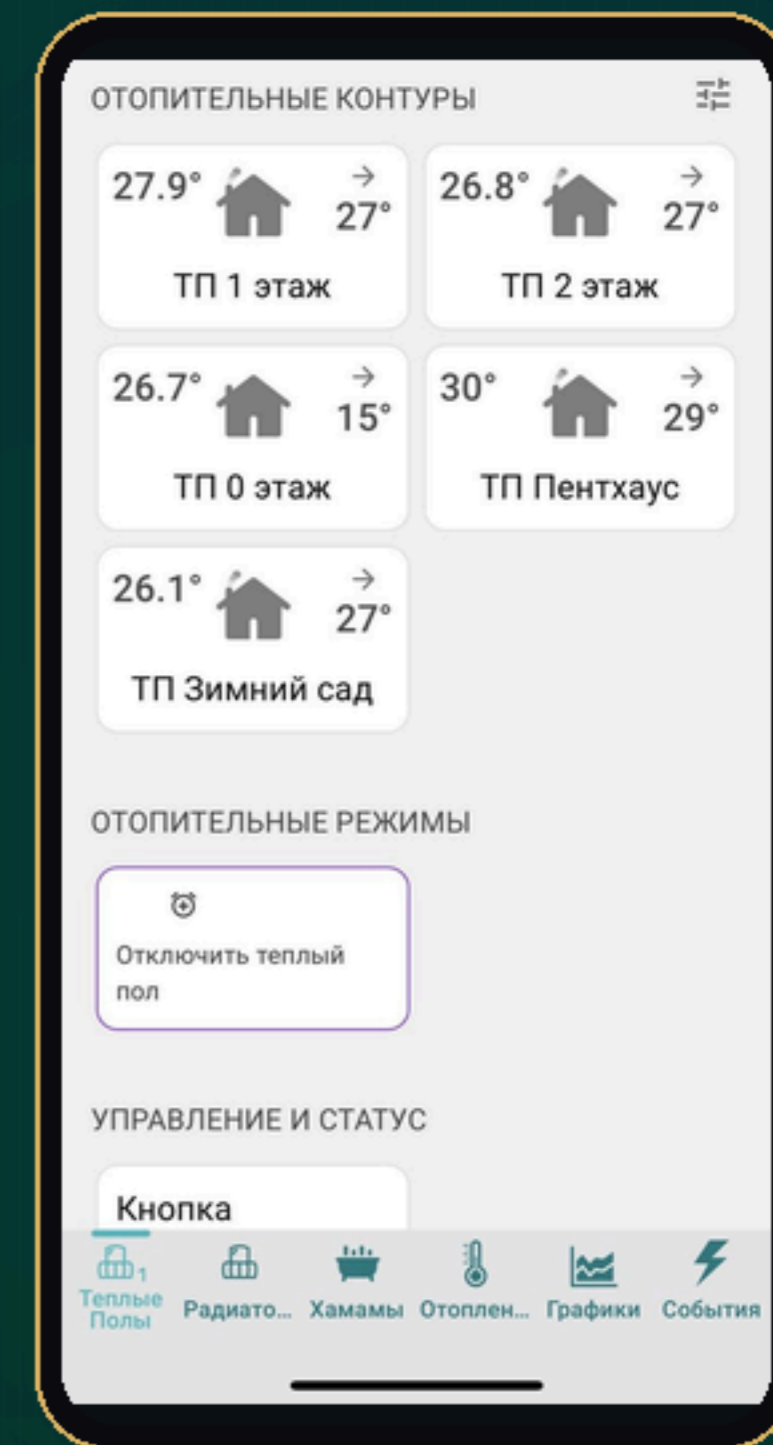 ОТОПИТЕЛЬНЫЕ КОНТУРЫ
27.9° → 27°
ТП 1 этаж
26.8° → 27°
ТП 2 этаж
26.7° → 15°
ТП 0 этаж
30° → 29°
ТП Пентхаус
26.1° → 27°
ТП Зимний сад
ОТОПИТЕЛЬНЫЕ РЕЖИМЫ
Отключить теплый
пол
УПРАВЛЕНИЕ И СТАТУС
Кнопка
1
Теплые
Полы
Радиато...
Хамамы
Отоплен...
Графики
События